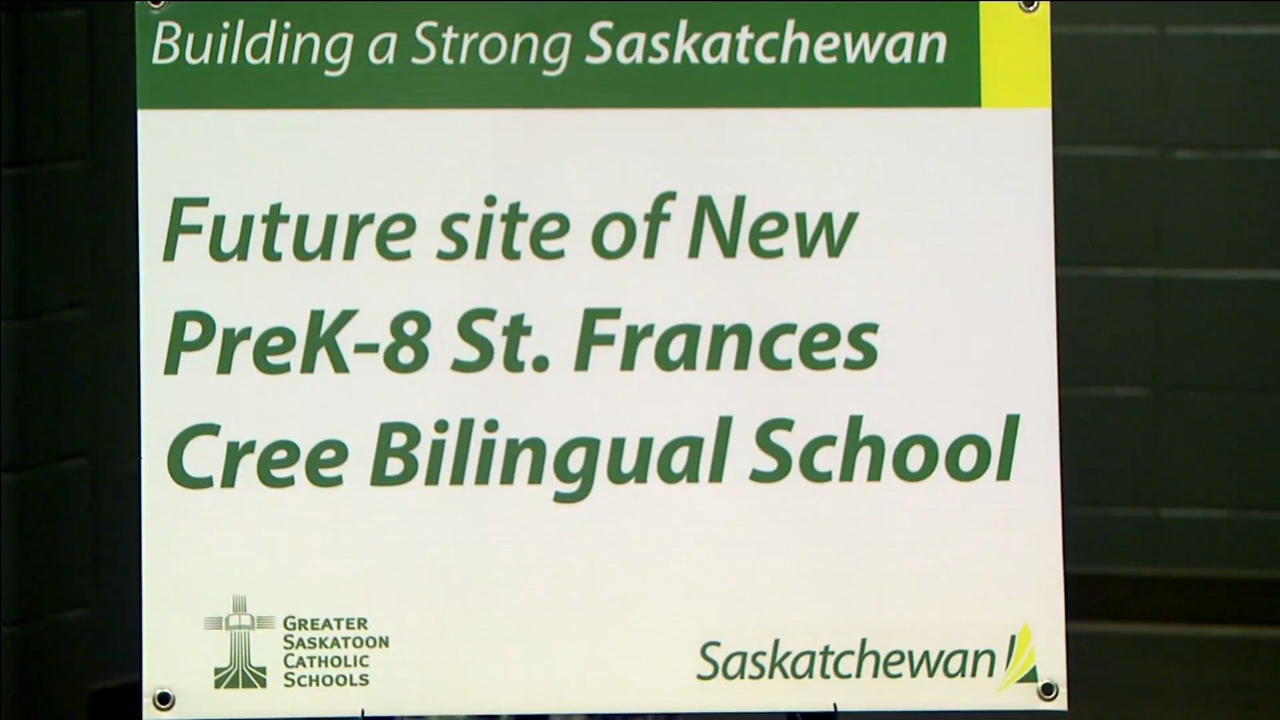 Building a Strong Saskatchewan
Future site of New
PreK-8 St. Frances
Cree Bilingual School
GREATER
SASKATOON
CATHOLIC
SCHOOLS
Saskatchewan